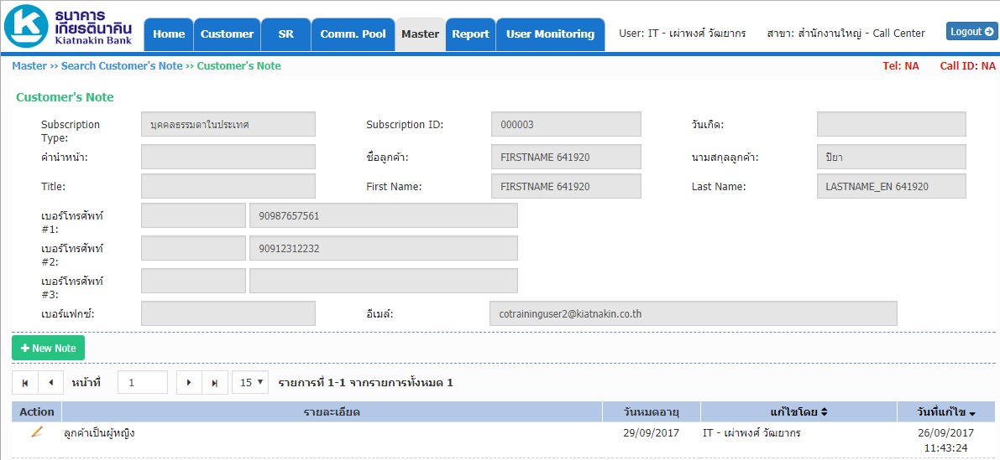 ธนาคาร
เกียรตินาคิน
Kiatnakin Bank
Home Customer SR Comm. Pool Master Report User Monitoring User: IT - เผ่าพงศ์ วัฒยากร สาขา: สำนักงานใหญ่ - Call Center Logout
Master ›› Search Customer's Note ›› Customer's Note Tel: NA Call ID: NA
Customer's Note
Subscription Type: บุคคลธรรมดาในประเทศ Subscription ID: 000003 วันเกิด:
คำนำหน้า: ชื่อลูกค้า: FIRSTNAME 641920 นามสกุลลูกค้า: ปิยา
Title: First Name: FIRSTNAME 641920 Last Name: LASTNAME_EN 641920
เบอร์โทรศัพท์ #1: 90987657561
เบอร์โทรศัพท์ #2: 90912312232
เบอร์โทรศัพท์ #3:
เบอร์แฟกซ์: อีเมล์: cotraininguser2@kiatnakin.co.th
New Note
หน้าที่ 1 15 รายการที่ 1-1 จากรายการทั้งหมด 1
Action รายละเอียด วันหมดอายุ แก้ไขโดย วันที่แก้ไข
ลูกค้าเป็นผู้หญิง 29/09/2017 IT - เผ่าพงศ์ วัฒยากร 26/09/2017
11:43:24